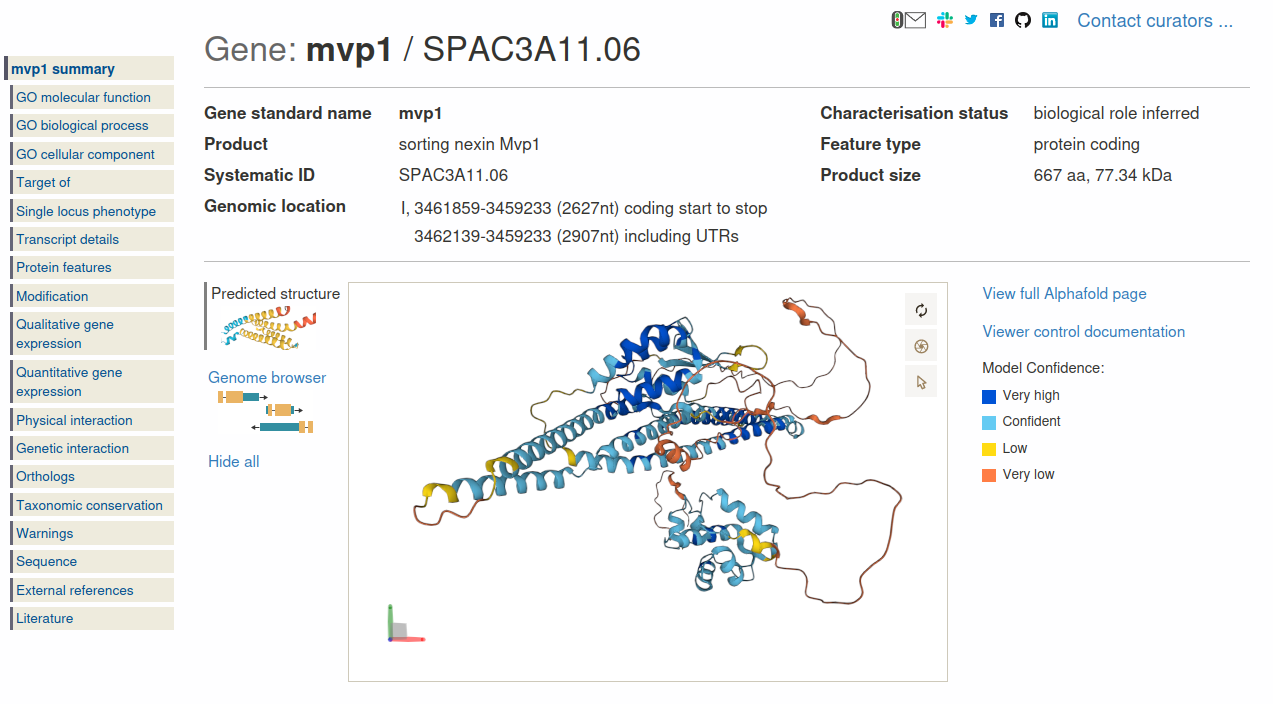 Contact curators ...
Gene: mvp1 / SPAC3A11.06
mvp1 summary
GO molecular function
GO biological process
GO cellular component
Target of
Single locus phenotype
Transcript details
Protein features
Modification
Qualitative gene
expression
Quantitative gene
expression
Physical interaction
Genetic interaction
Orthologs
Taxonomic conservation
Warnings
Sequence
External references
Literature
Gene standard name mvp1
Product sorting nexin Mvp1
Systematic ID SPAC3A11.06
Genomic location I, 3461859-3459233 (2627nt) coding start to stop
3462139-3459233 (2907nt) including UTRs
Characterisation status biological role inferred
Feature type protein coding
Product size 667 aa, 77.34 kDa
Predicted structure
Genome browser
Hide all
View full Alphafold page
Viewer control documentation
Model Confidence:
Very high
Confident
Low
Very low